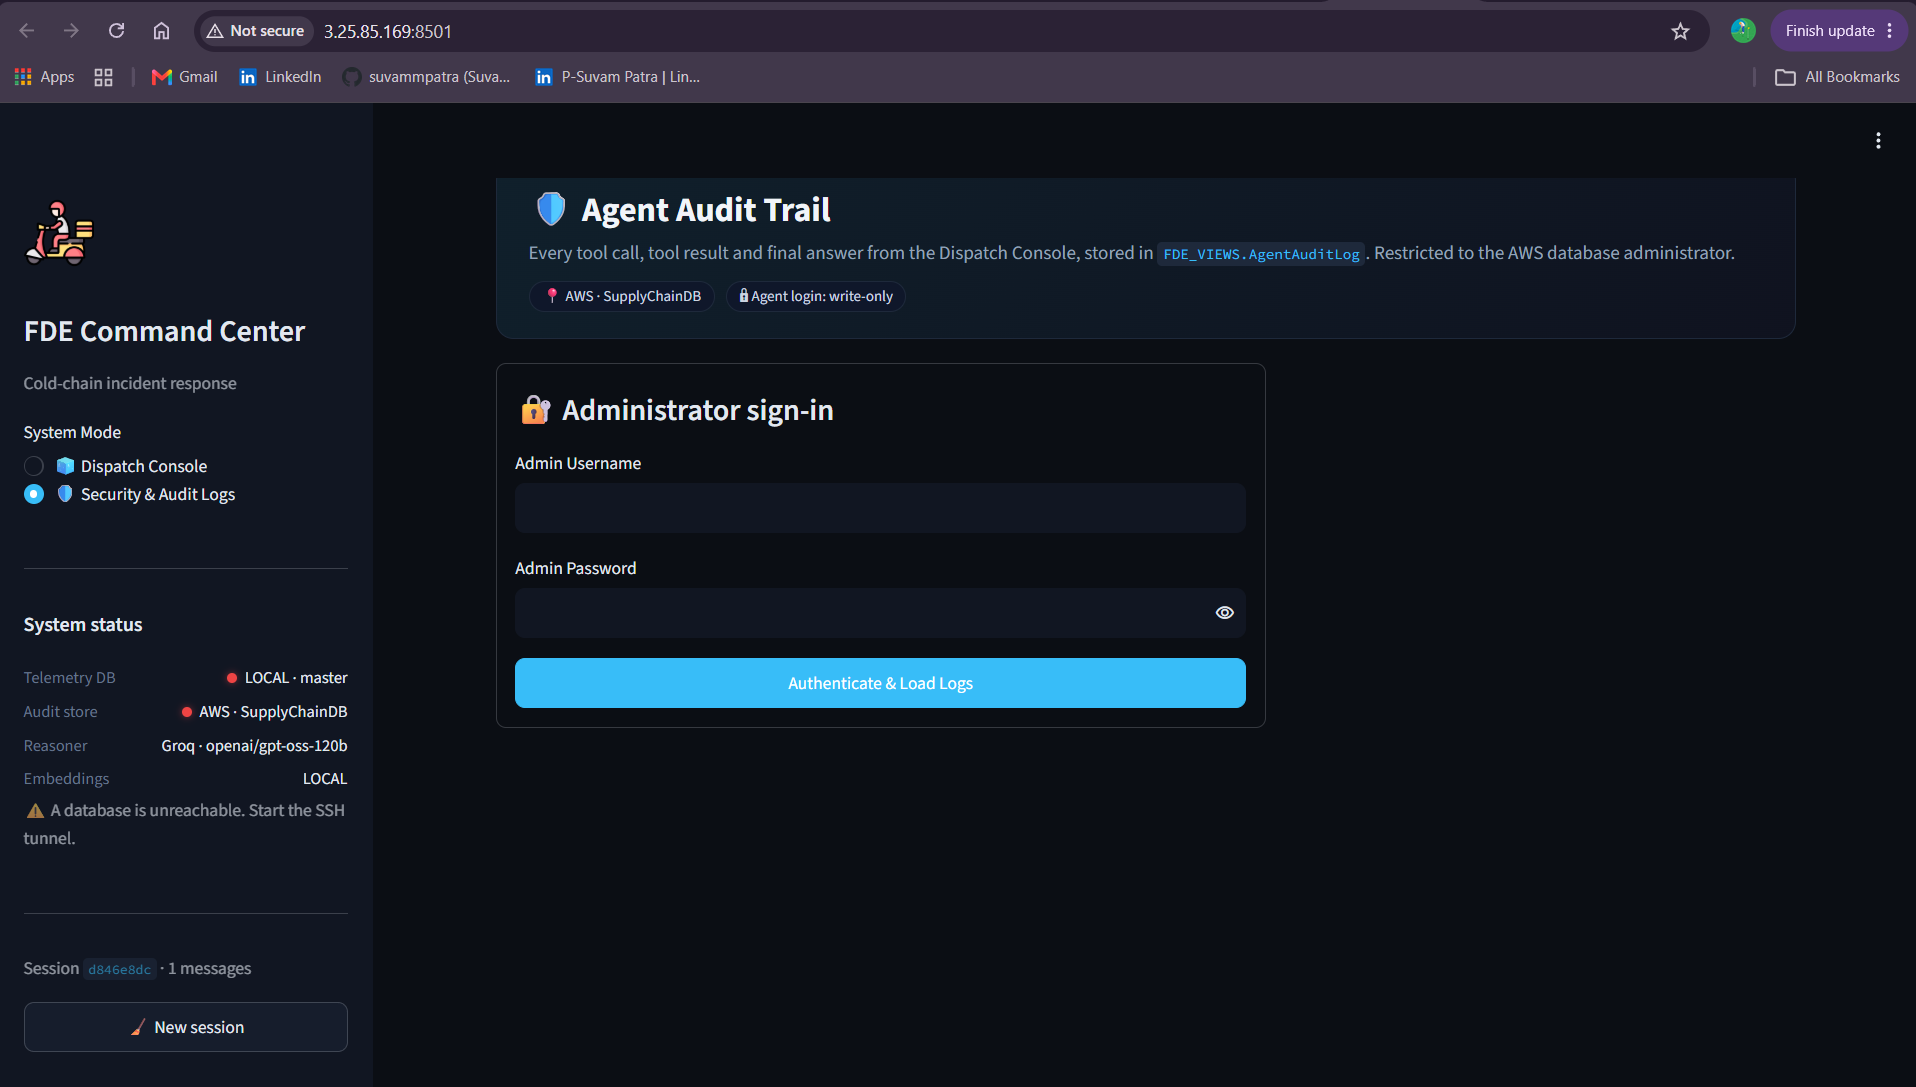 Not secure
3.25.85.169:8501
Finish update
Apps
Gmail
LinkedIn
suvammpatra (Suva...
P-Suvam Patra | Lin...
All Bookmarks
FDE Command Center
Cold-chain incident response
System Mode
Dispatch Console
Security & Audit Logs
System status
Telemetry DB LOCAL · master
Audit store AWS · SupplyChainDB
Reasoner Groq · openai/gpt-oss-120b
Embeddings LOCAL
A database is unreachable. Start the SSH
tunnel.
Session d846e8dc · 1 messages
New session
Agent Audit Trail
Every tool call, tool result and final answer from the Dispatch Console, stored in FDE_VIEWS.AgentAuditLog. Restricted to the AWS database administrator.
AWS · SupplyChainDB
Agent login: write-only
Administrator sign-in
Admin Username
Admin Password
Authenticate & Load Logs